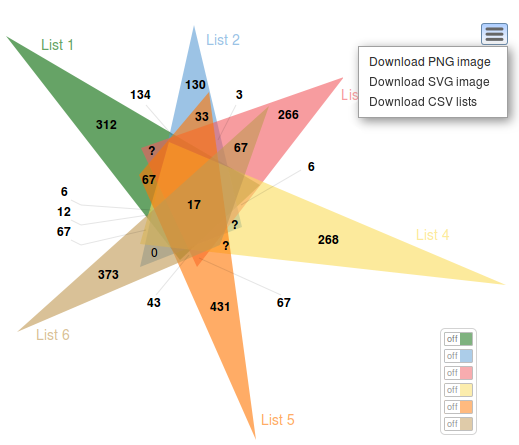 List 1
List 2
Download PNG image
Download SVG image
Download CSV lists
130
134
3
Lis
33
266
312
67
?
6
67
6
17
12
?
67
List 4
?
268
0
373
43
431
67
List 6
List 5
off
off
off
off
off
off